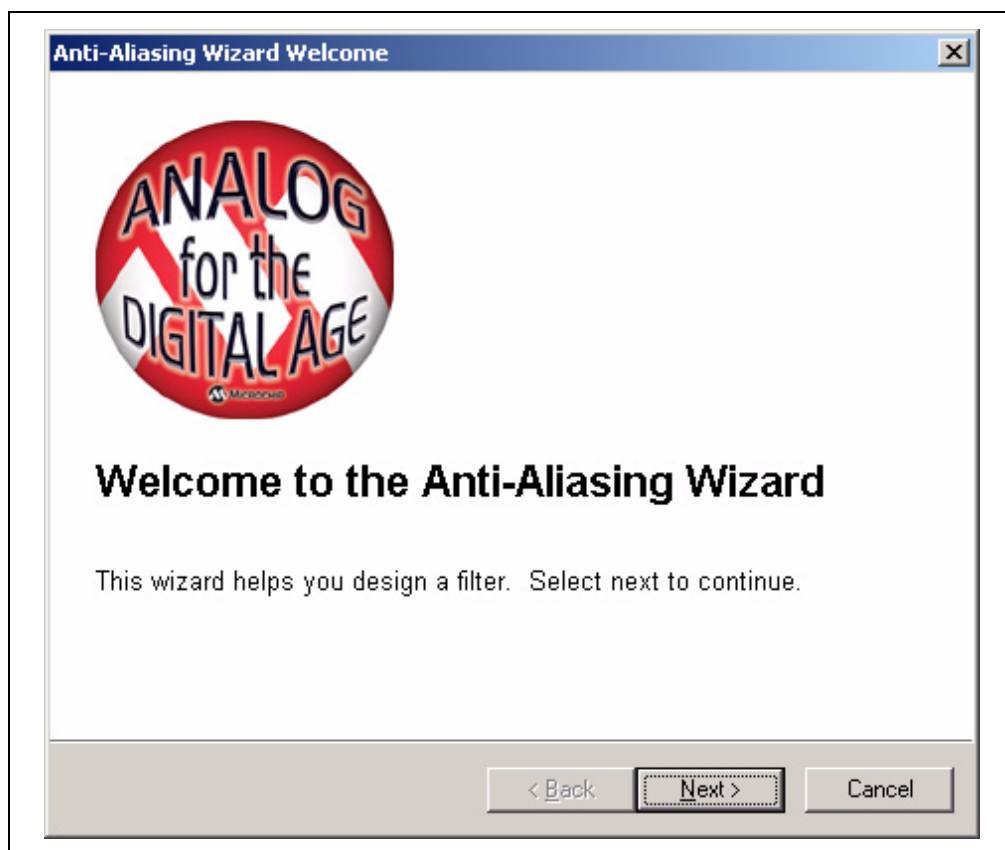 Anti-Aliasing Wizard Welcome
ANALOG
for the
DIGITAL AGE
MICROCHIP
Welcome to the Anti-Aliasing Wizard
This wizard helps you design a filter. Select next to continue.
< Back Next > Cancel